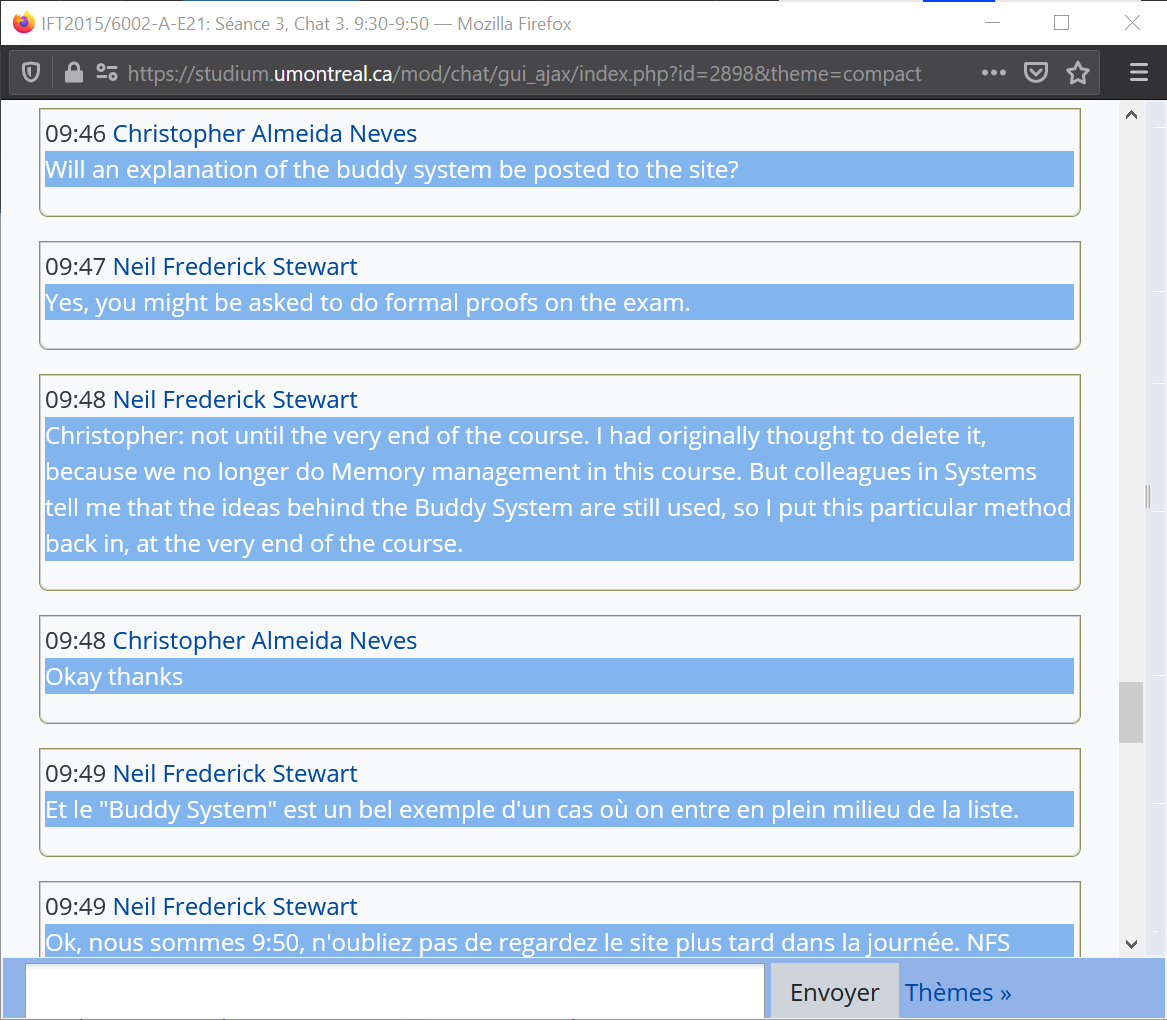 IFT2015/6002-A-E21: Séance 3, Chat 3. 9:30-9:50 — Mozilla Firefox
https://studium.umontreal.ca/mod/chat/gui_ajax/index.php?id=2898&theme=compact
09:46 Christopher Almeida Neves
Will an explanation of the buddy system be posted to the site?
09:47 Neil Frederick Stewart
Yes, you might be asked to do formal proofs on the exam.
09:48 Neil Frederick Stewart
Christopher: not until the very end of the course. I had originally thought to delete it,
because we no longer do Memory management in this course. But colleagues in Systems
tell me that the ideas behind the Buddy System are still used, so I put this particular method
back in, at the very end of the course.
09:48 Christopher Almeida Neves
Okay thanks
09:49 Neil Frederick Stewart
Et le "Buddy System" est un bel exemple d'un cas où on entre en plein milieu de la liste.
09:49 Neil Frederick Stewart
Ok, nous sommes 9:50, n'oubliez pas de regardez le site plus tard dans la journée. NFS
Envoyer Thèmes »